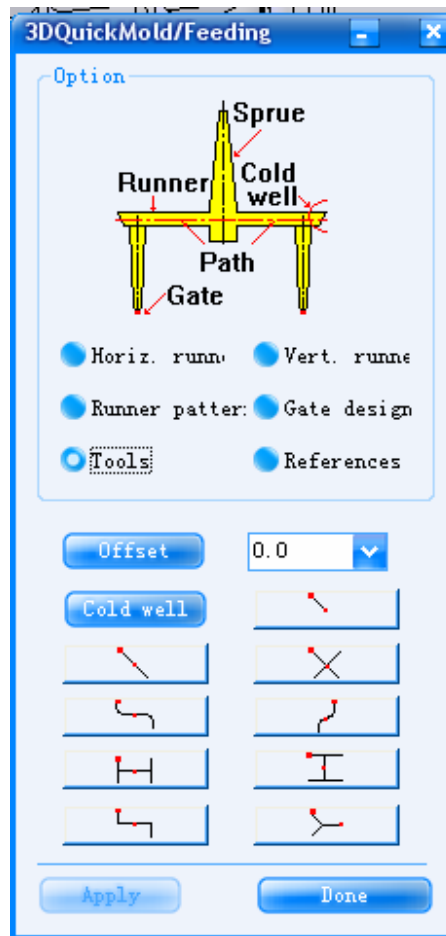 3DQuickMold/Feeding
Option
Sprue
Runner
Cold well
Path
Gate
Horiz. runn
Vert. runne
Runner patter
Gate design
Tools
References
Offset
0.0
Cold well
Apply
Done